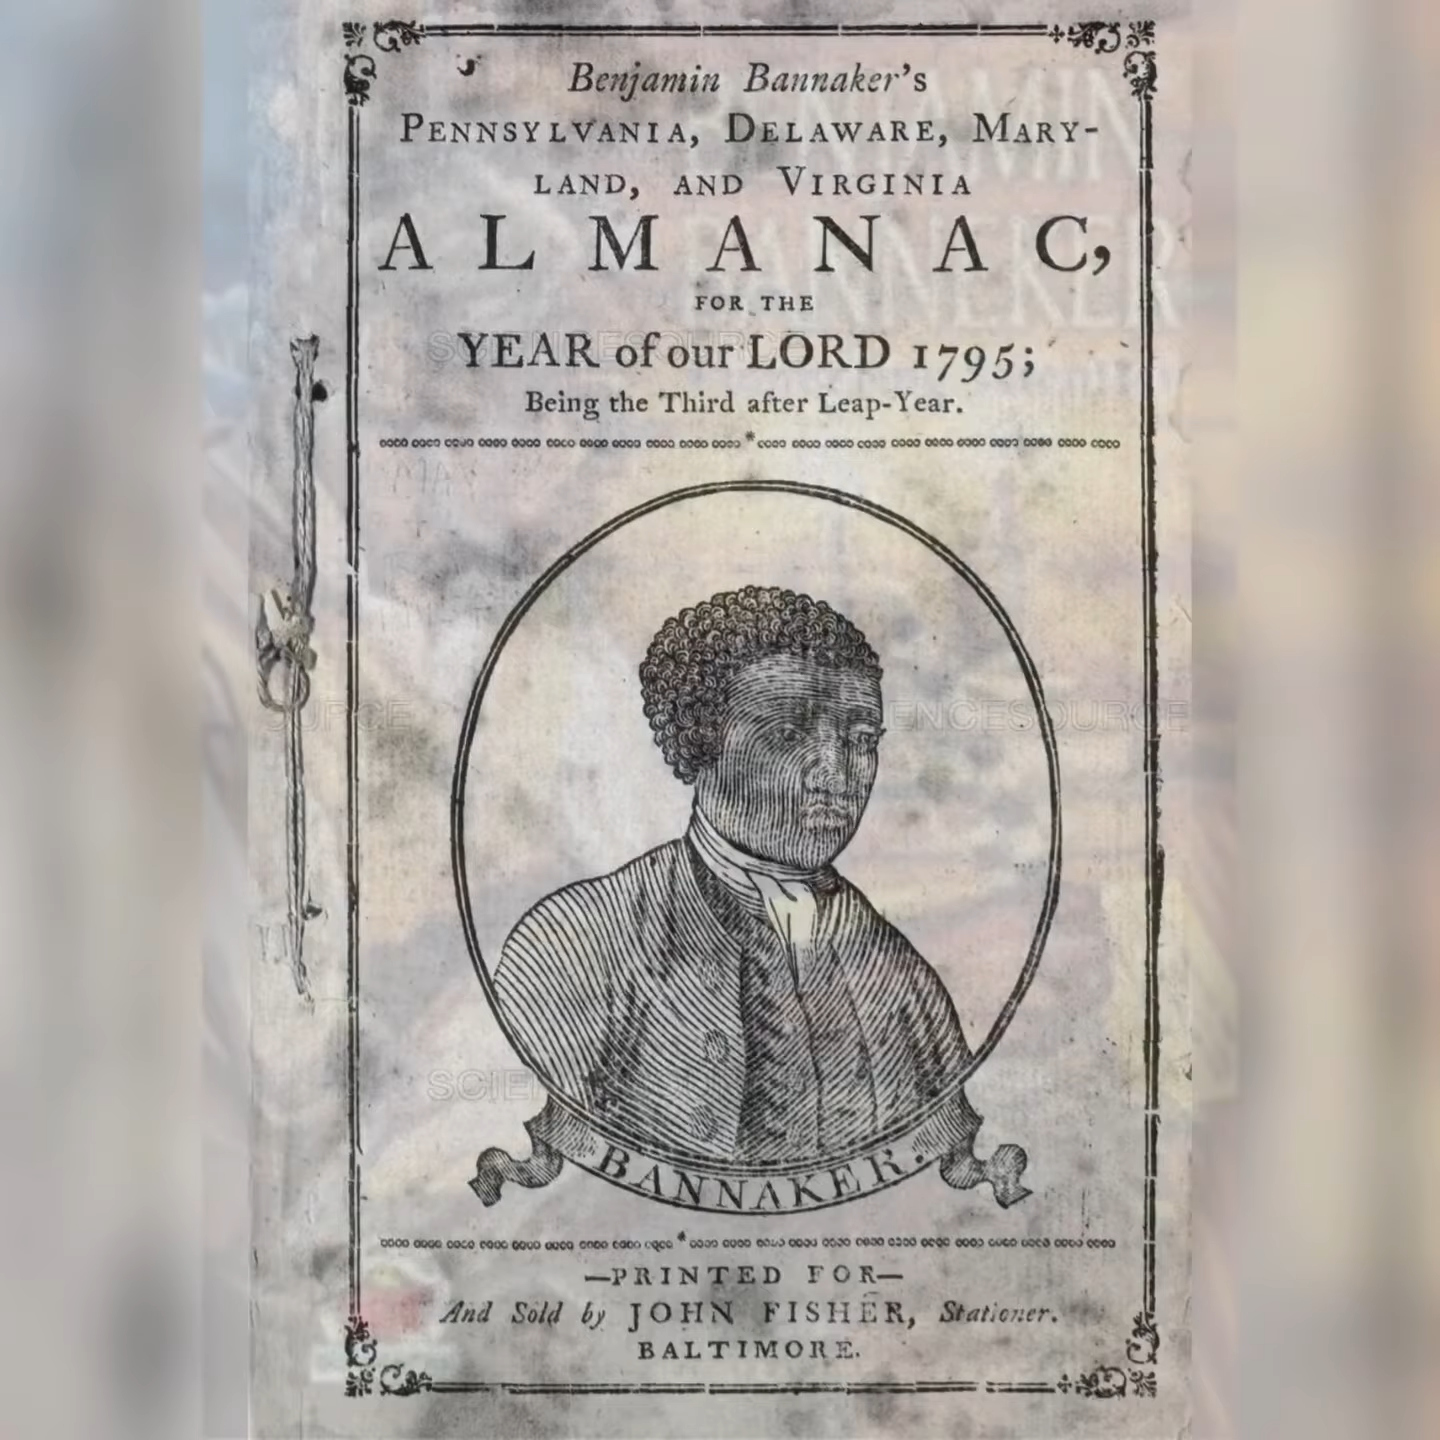 Benjamin Bannaker's
PENNSYLVANIA, DELAWARE, MARY-
LAND, AND VIRGINIA
ALMANAC,
FOR THE
YEAR of our LORD 1795;
Being the Third after Leap-Year.
BANNAKER.
—PRINTED FOR—
And Sold by JOHN FISHER, Stationer.
BALTIMORE.